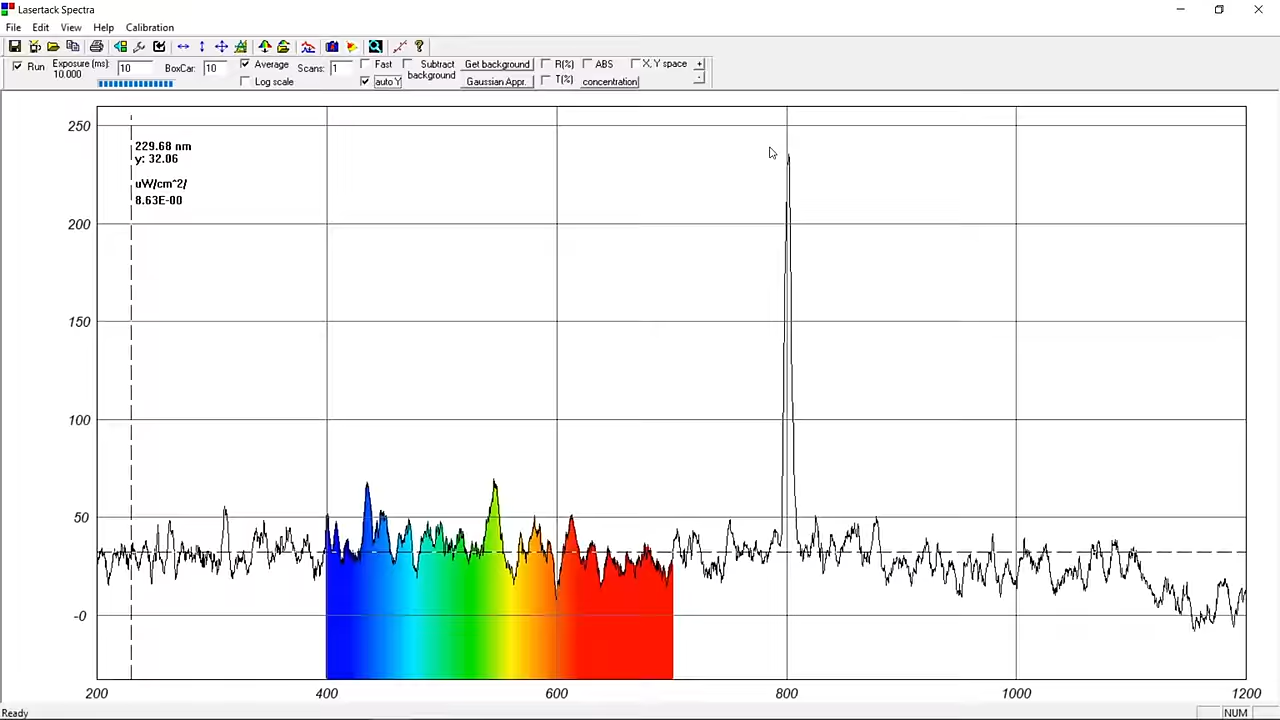 Lasertack Spectra
File Edit View Help Calibration
Run Exposure (ms): 10 BoxCar: 10 Average Scans: 1 Fast Subtract background Get background R(%) ABS X, Y space +
10.000 Log scale auto Y Gaussian Appr. T(%) concentration -
250
229.68 nm
y: 32.06
uW/cm^2/
8.63E-00
200
150
100
50
-0
200 400 600 800 1000 1200
Ready NUM